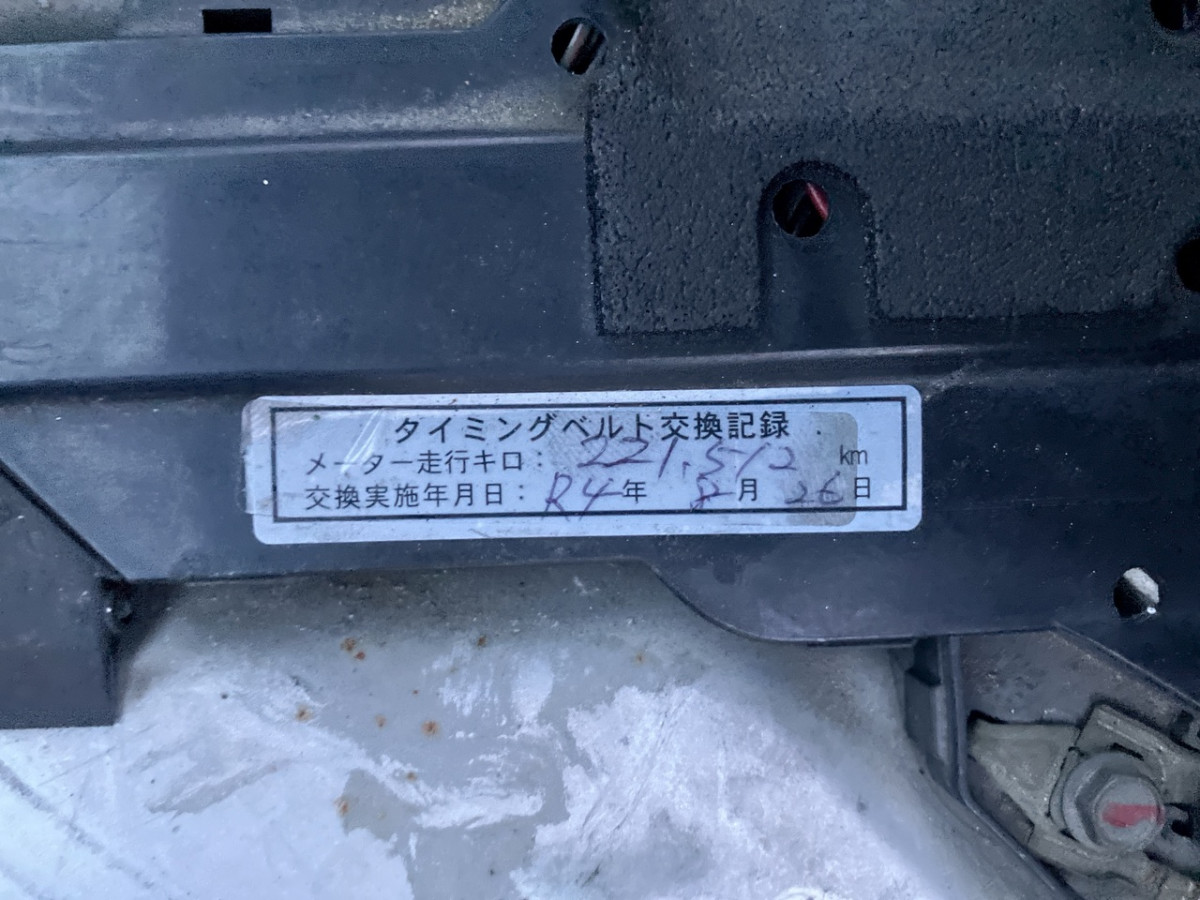 タイミングベルト交換記録
メーター走行キロ: 221,512 km
交換実施年月日: R4年 8月 26日